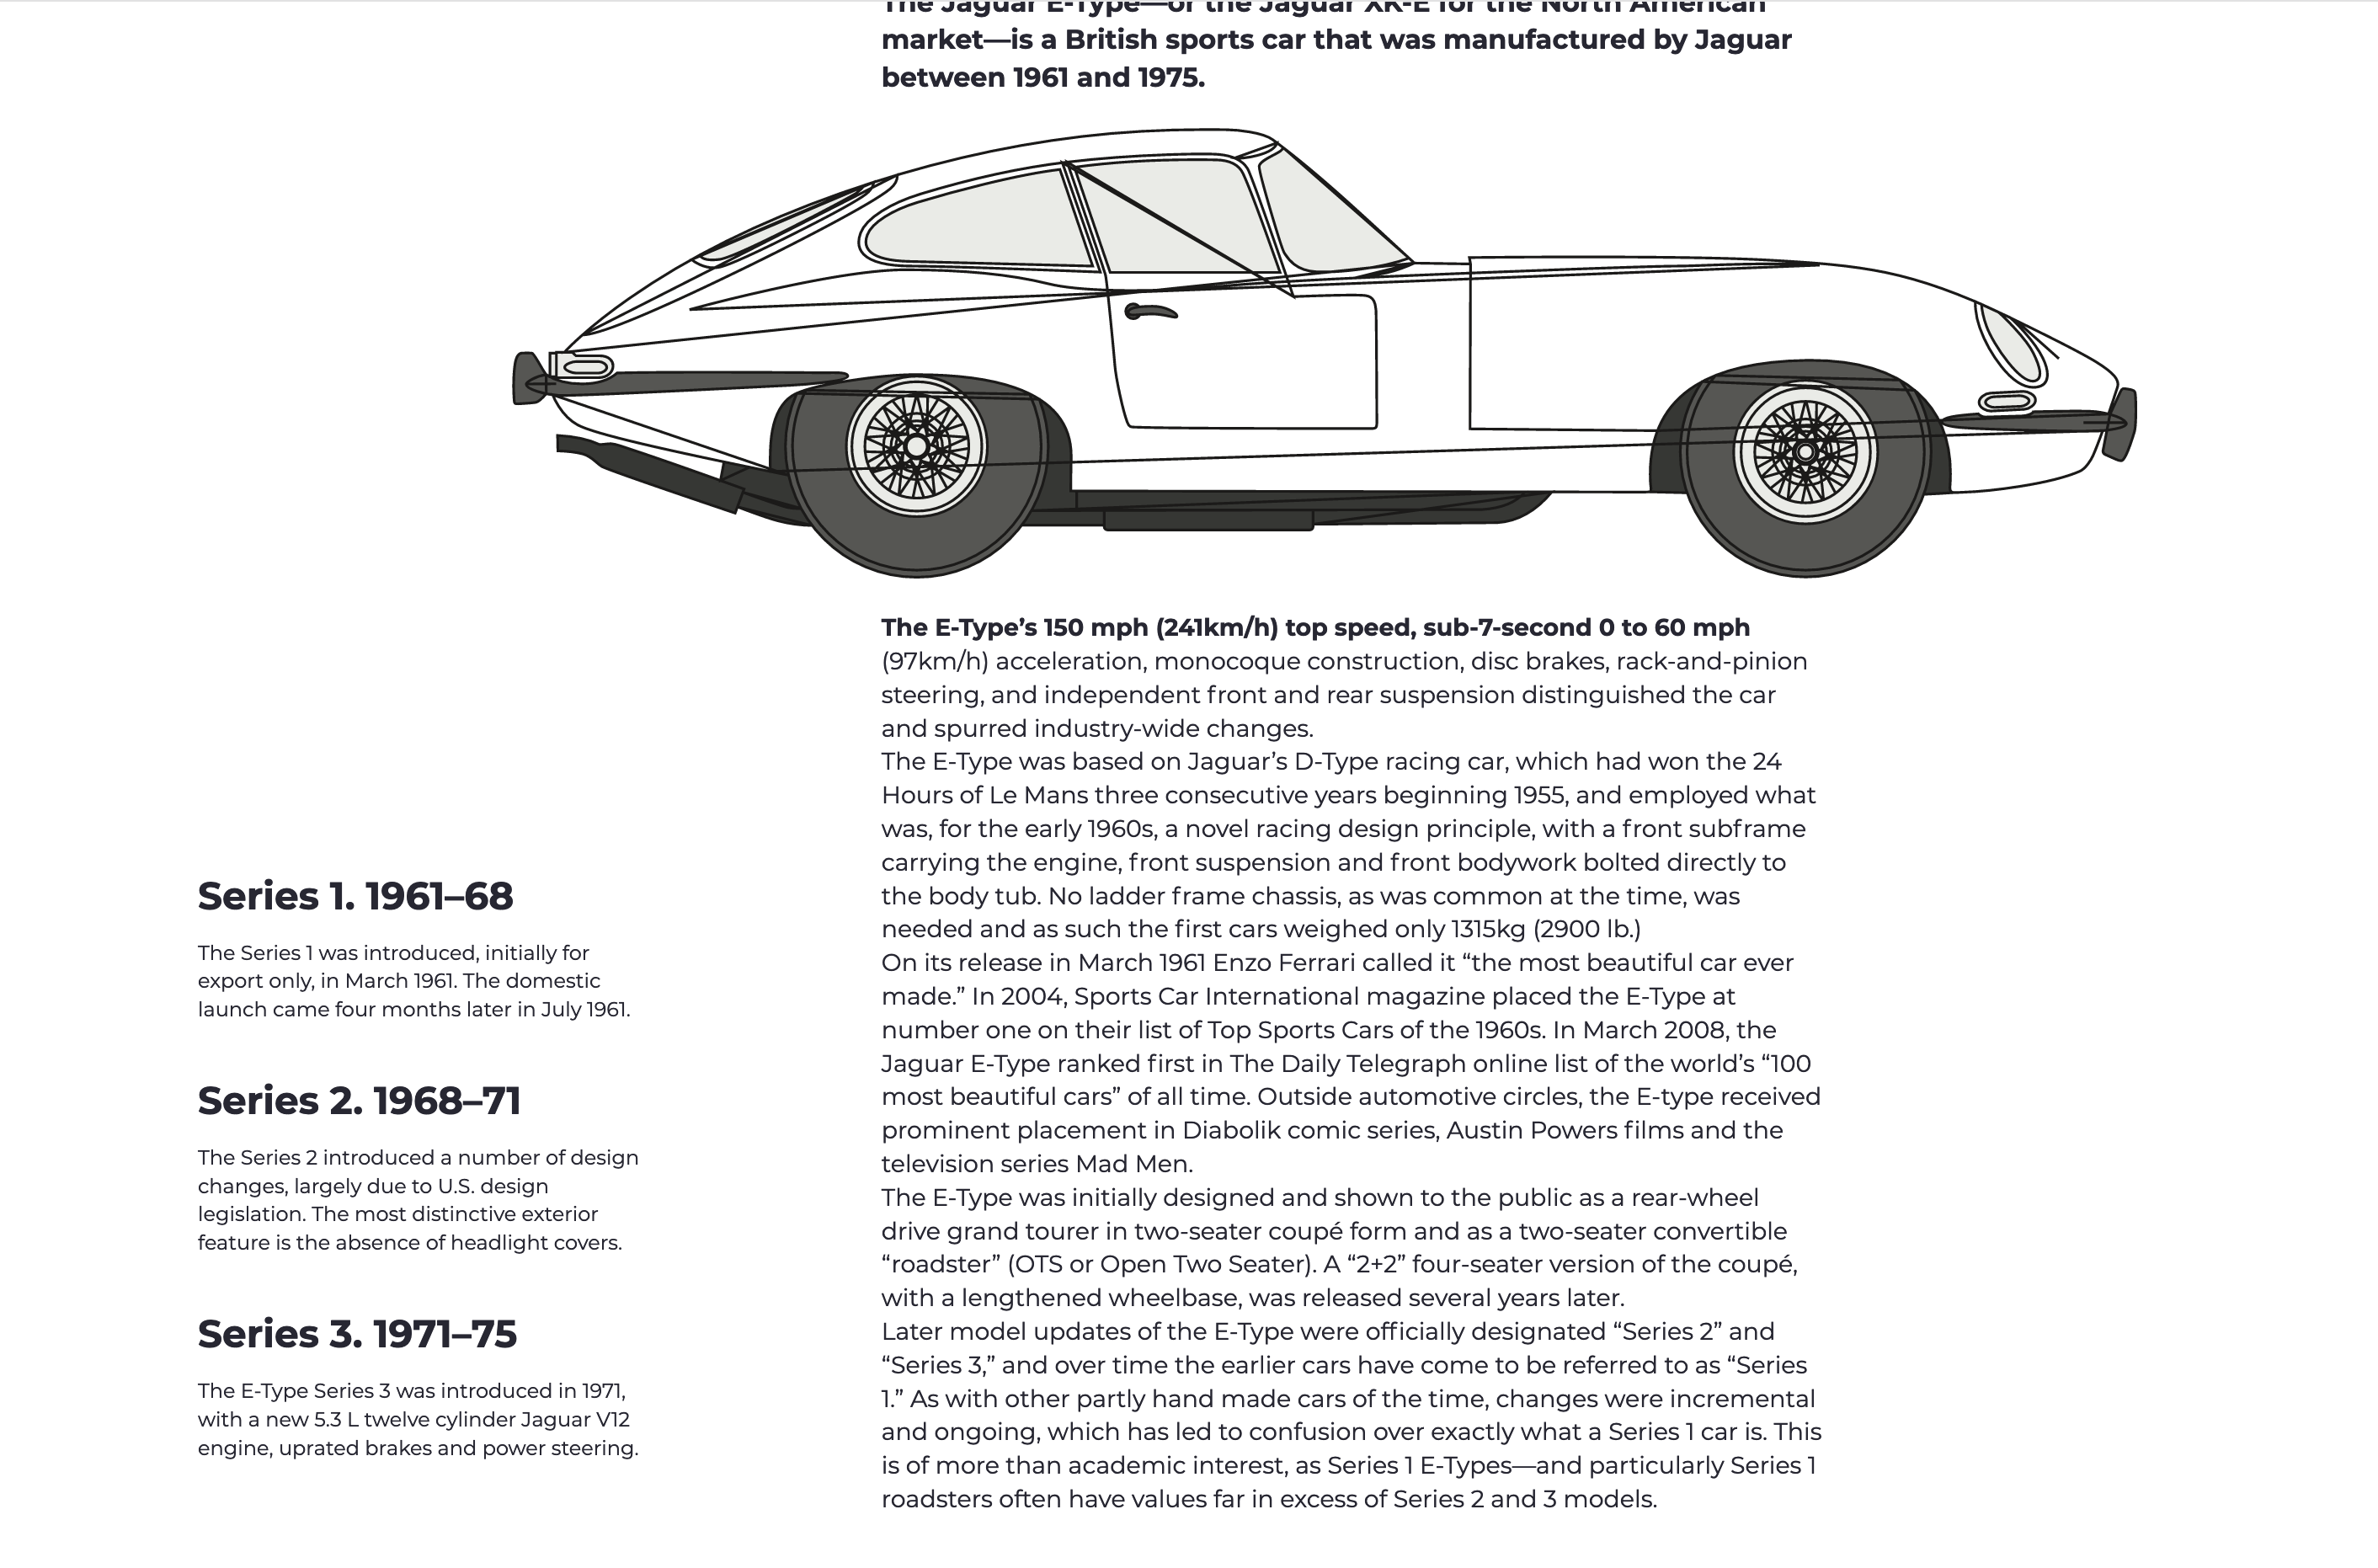 The Jaguar E-Type—or the Jaguar XK-E for the North American
market—is a British sports car that was manufactured by Jaguar
between 1961 and 1975.
The E-Type’s 150 mph (241km/h) top speed, sub-7-second 0 to 60 mph
(97km/h) acceleration, monocoque construction, disc brakes, rack-and-pinion
steering, and independent front and rear suspension distinguished the car
and spurred industry-wide changes.
The E-Type was based on Jaguar’s D-Type racing car, which had won the 24
Hours of Le Mans three consecutive years beginning 1955, and employed what
was, for the early 1960s, a novel racing design principle, with a front subframe
carrying the engine, front suspension and front bodywork bolted directly to
the body tub. No ladder frame chassis, as was common at the time, was
needed and as such the first cars weighed only 1315kg (2900 lb.)
On its release in March 1961 Enzo Ferrari called it “the most beautiful car ever
made.” In 2004, Sports Car International magazine placed the E-Type at
number one on their list of Top Sports Cars of the 1960s. In March 2008, the
Jaguar E-Type ranked first in The Daily Telegraph online list of the world’s “100
most beautiful cars” of all time. Outside automotive circles, the E-type received
prominent placement in Diabolik comic series, Austin Powers films and the
television series Mad Men.
The E-Type was initially designed and shown to the public as a rear-wheel
drive grand tourer in two-seater coupé form and as a two-seater convertible
“roadster” (OTS or Open Two Seater). A “2+2” four-seater version of the coupé,
with a lengthened wheelbase, was released several years later.
Later model updates of the E-Type were officially designated “Series 2” and
“Series 3,” and over time the earlier cars have come to be referred to as “Series
1.” As with other partly hand made cars of the time, changes were incremental
and ongoing, which has led to confusion over exactly what a Series 1 car is. This
is of more than academic interest, as Series 1 E-Types—and particularly Series 1
roadsters often have values far in excess of Series 2 and 3 models.
Series 1. 1961–68
The Series 1 was introduced, initially for
export only, in March 1961. The domestic
launch came four months later in July 1961.
Series 2. 1968–71
The Series 2 introduced a number of design
changes, largely due to U.S. design
legislation. The most distinctive exterior
feature is the absence of headlight covers.
Series 3. 1971–75
The E-Type Series 3 was introduced in 1971,
with a new 5.3 L twelve cylinder Jaguar V12
engine, uprated brakes and power steering.